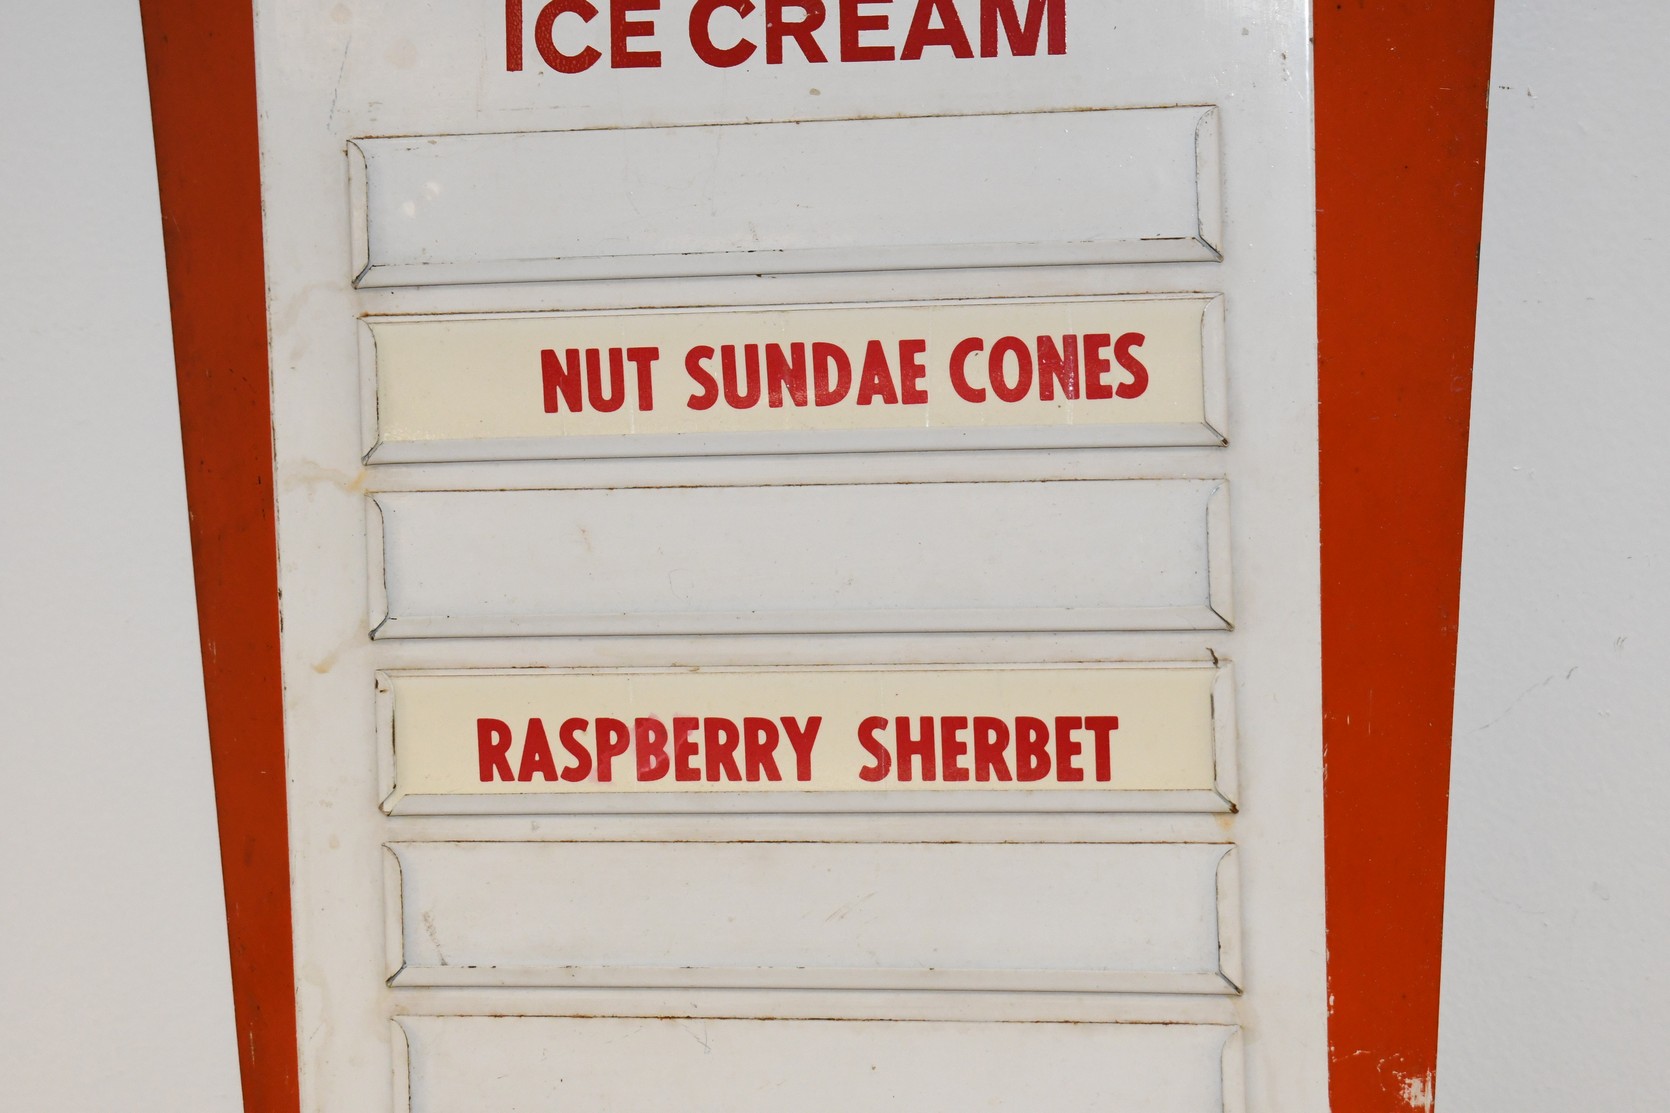 ICE CREAM
NUT SUNDAE CONES
RASPBERRY SHERBET